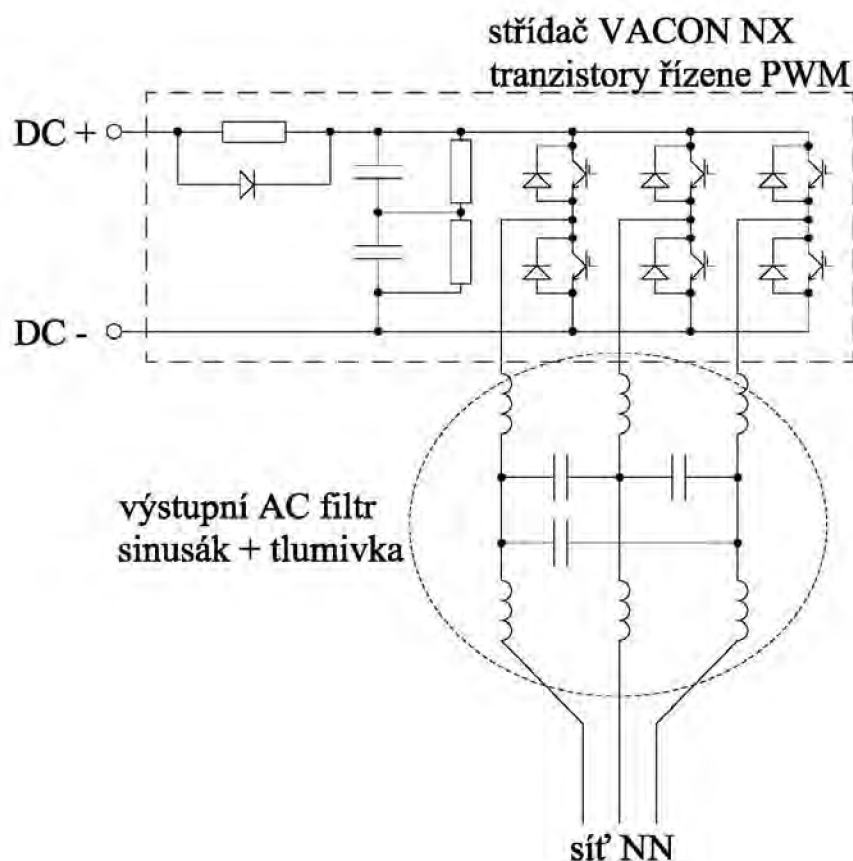 střídač VACON NX
tranzistory řízene PWM
DC +
DC -
výstupní AC filtr
sinusák + tlumivka
síť NN